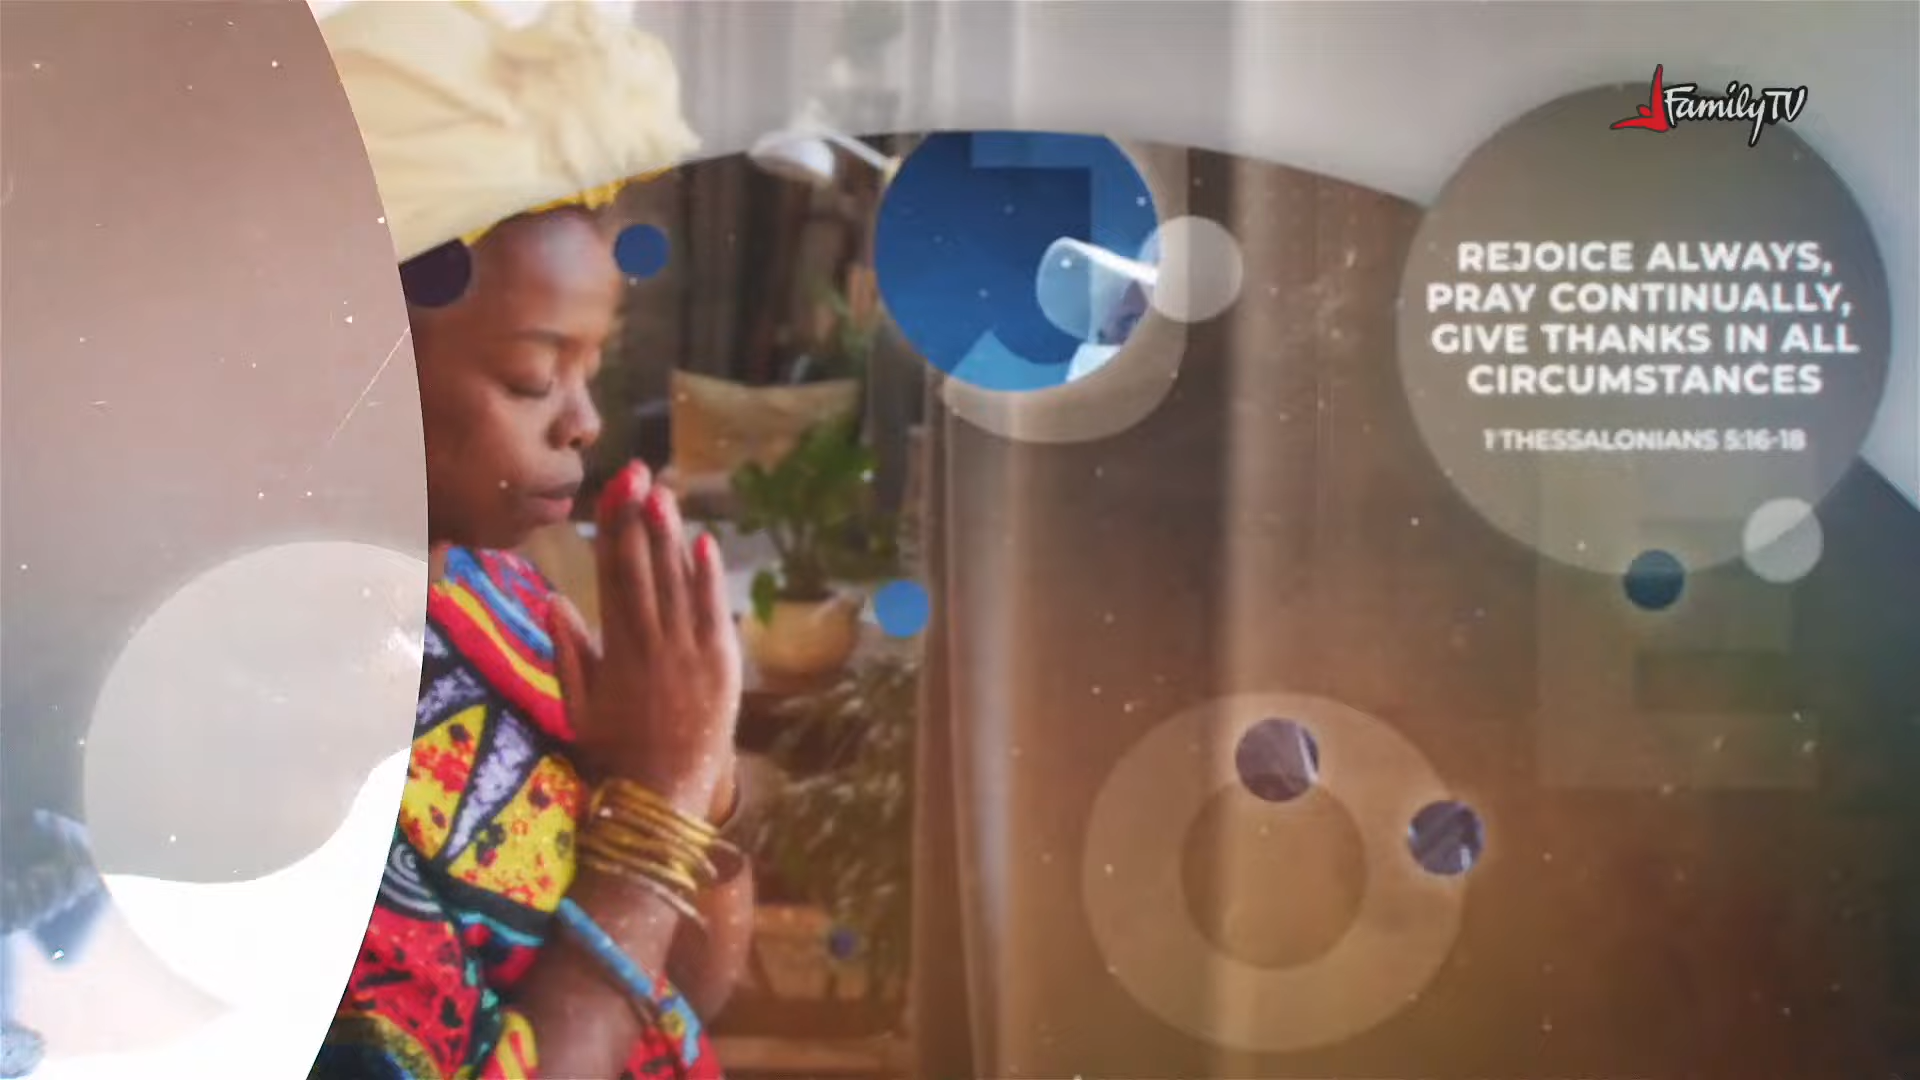 FamilyTV
REJOICE ALWAYS,
PRAY CONTINUALLY,
GIVE THANKS IN ALL
CIRCUMSTANCES
1 THESSALONIANS 5:16-18